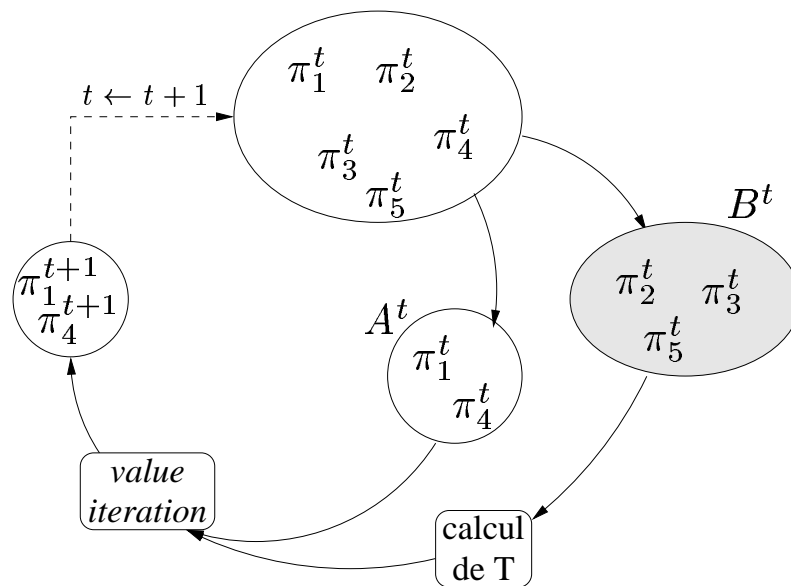 π₁ᵗ π₂ᵗ
t ← t + 1
π₄ᵗ
π₃ᵗ
π₅ᵗ
Bᵗ
π₁ᵗ⁺¹
π₄ᵗ⁺¹
π₂ᵗ π₃ᵗ
π₅ᵗ
Aᵗ
π₁ᵗ
π₄ᵗ
value
iteration
calcul
de T